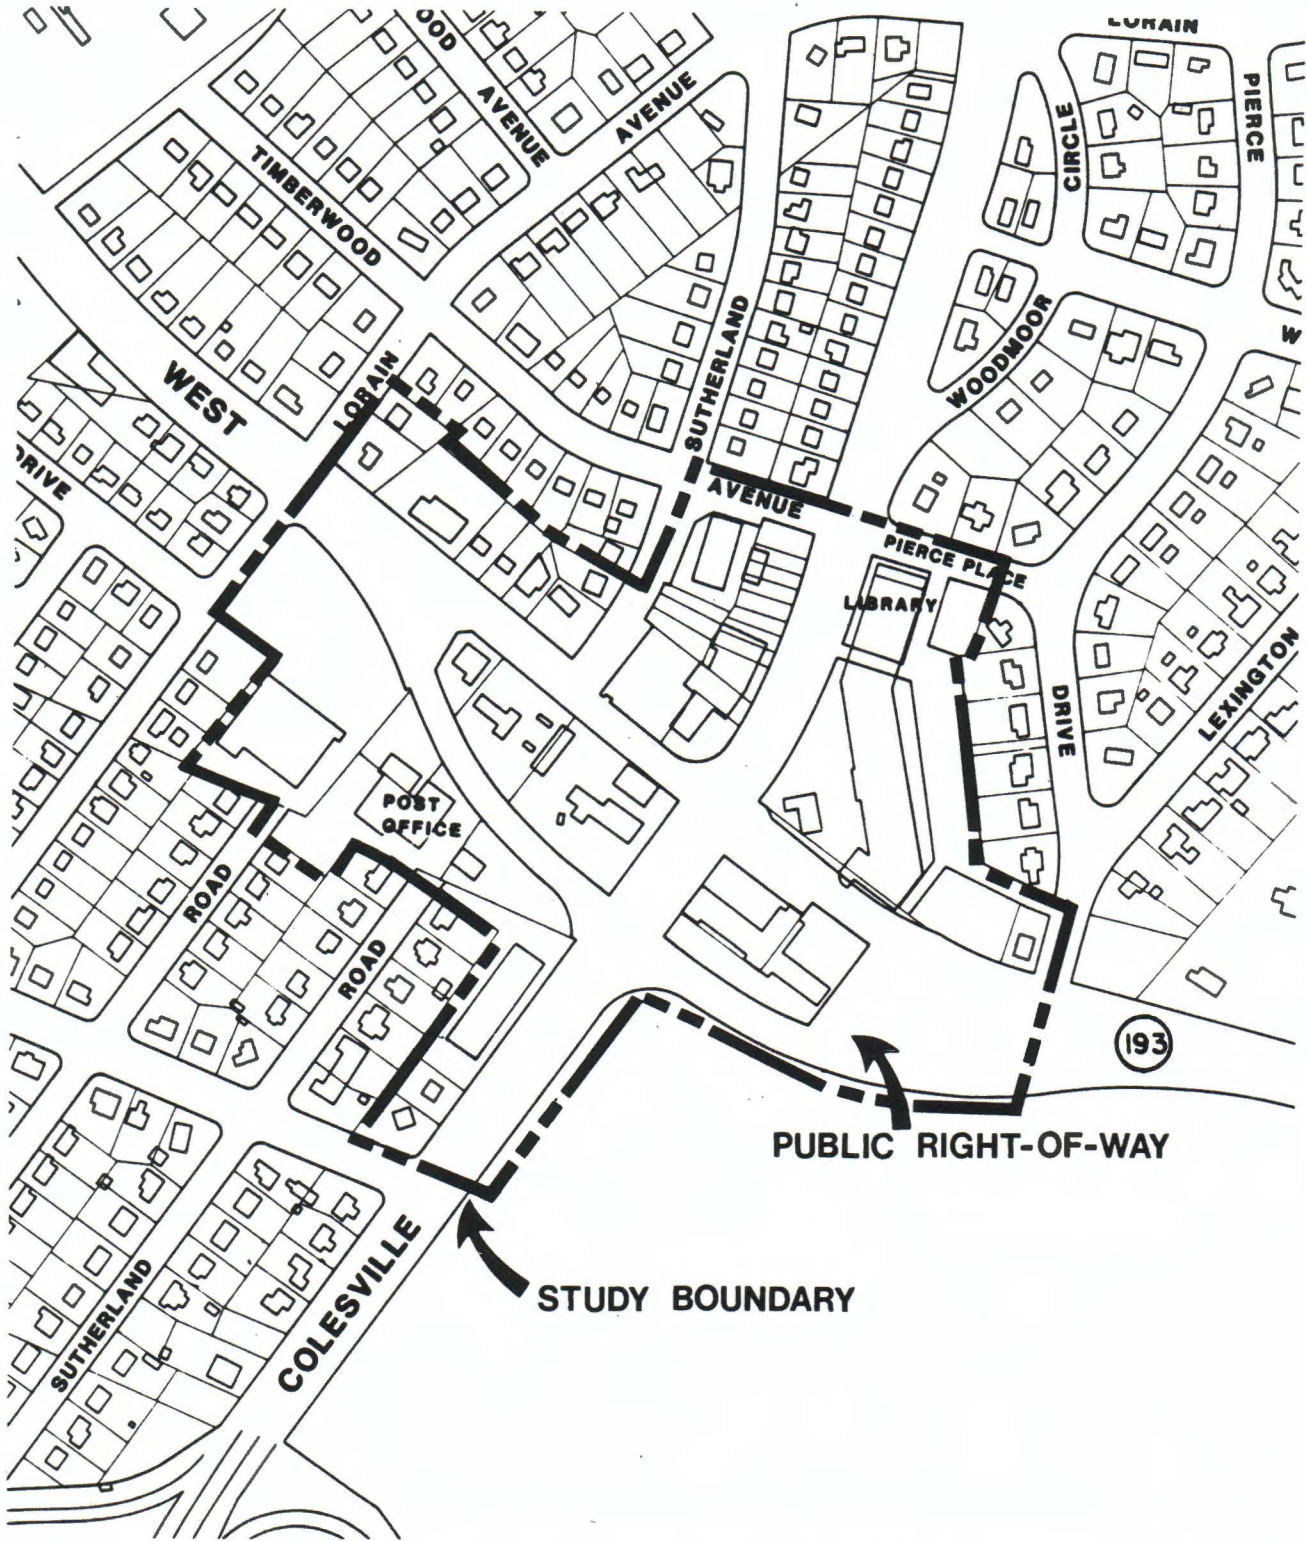 LORAIN
OOD
AVENUE
AVENUE
PIERCE
CIRCLE
TIMBERWOOD
WOODMOOR
SUTHERLAND
W
WEST
LORAIN
DRIVE
AVENUE
PIERCE PLACE
LIBRARY
LEXINGTON
DRIVE
POST
OFFICE
ROAD
ROAD
193
PUBLIC RIGHT-OF-WAY
STUDY BOUNDARY
COLESVILLE
SUTHERLAND